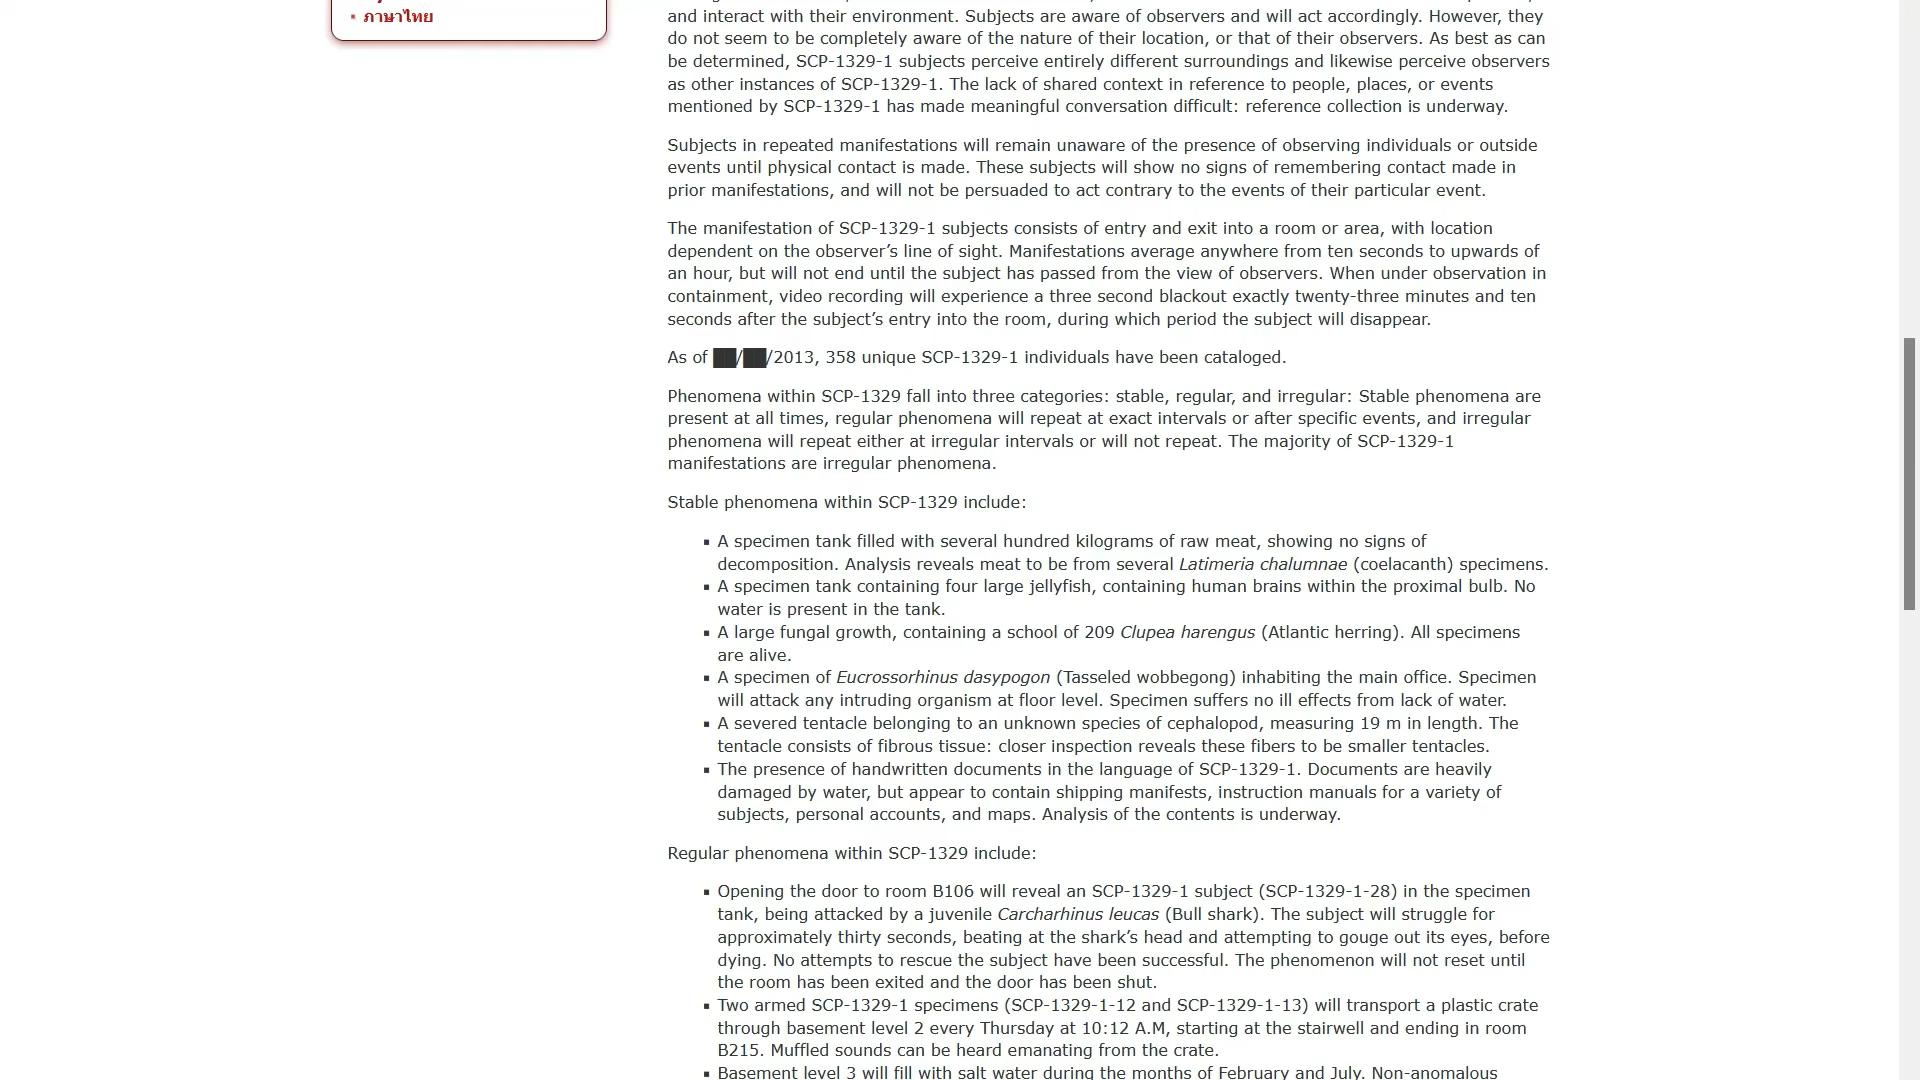 ภาษาไทย
and interact with their environment. Subjects are aware of observers and will act accordingly. However, they
do not seem to be completely aware of the nature of their location, or that of their observers. As best as can
be determined, SCP-1329-1 subjects perceive entirely different surroundings and likewise perceive observers
as other instances of SCP-1329-1. The lack of shared context in reference to people, places, or events
mentioned by SCP-1329-1 has made meaningful conversation difficult: reference collection is underway.
Subjects in repeated manifestations will remain unaware of the presence of observing individuals or outside
events until physical contact is made. These subjects will show no signs of remembering contact made in
prior manifestations, and will not be persuaded to act contrary to the events of their particular event.
The manifestation of SCP-1329-1 subjects consists of entry and exit into a room or area, with location
dependent on the observer’s line of sight. Manifestations average anywhere from ten seconds to upwards of
an hour, but will not end until the subject has passed from the view of observers. When under observation in
containment, video recording will experience a three second blackout exactly twenty-three minutes and ten
seconds after the subject’s entry into the room, during which period the subject will disappear.
As of ██/██/2013, 358 unique SCP-1329-1 individuals have been cataloged.
Phenomena within SCP-1329 fall into three categories: stable, regular, and irregular: Stable phenomena are
present at all times, regular phenomena will repeat at exact intervals or after specific events, and irregular
phenomena will repeat either at irregular intervals or will not repeat. The majority of SCP-1329-1
manifestations are irregular phenomena.
Stable phenomena within SCP-1329 include:
A specimen tank filled with several hundred kilograms of raw meat, showing no signs of
decomposition. Analysis reveals meat to be from several Latimeria chalumnae (coelacanth) specimens.
A specimen tank containing four large jellyfish, containing human brains within the proximal bulb. No
water is present in the tank.
A large fungal growth, containing a school of 209 Clupea harengus (Atlantic herring). All specimens
are alive.
A specimen of Eucrossorhinus dasypogon (Tasseled wobbegong) inhabiting the main office. Specimen
will attack any intruding organism at floor level. Specimen suffers no ill effects from lack of water.
A severed tentacle belonging to an unknown species of cephalopod, measuring 19 m in length. The
tentacle consists of fibrous tissue: closer inspection reveals these fibers to be smaller tentacles.
The presence of handwritten documents in the language of SCP-1329-1. Documents are heavily
damaged by water, but appear to contain shipping manifests, instruction manuals for a variety of
subjects, personal accounts, and maps. Analysis of the contents is underway.
Regular phenomena within SCP-1329 include:
Opening the door to room B106 will reveal an SCP-1329-1 subject (SCP-1329-1-28) in the specimen
tank, being attacked by a juvenile Carcharhinus leucas (Bull shark). The subject will struggle for
approximately thirty seconds, beating at the shark’s head and attempting to gouge out its eyes, before
dying. No attempts to rescue the subject have been successful. The phenomenon will not reset until
the room has been exited and the door has been shut.
Two armed SCP-1329-1 specimens (SCP-1329-1-12 and SCP-1329-1-13) will transport a plastic crate
through basement level 2 every Thursday at 10:12 A.M, starting at the stairwell and ending in room
B215. Muffled sounds can be heard emanating from the crate.
Basement level 3 will fill with salt water during the months of February and July. Non-anomalous